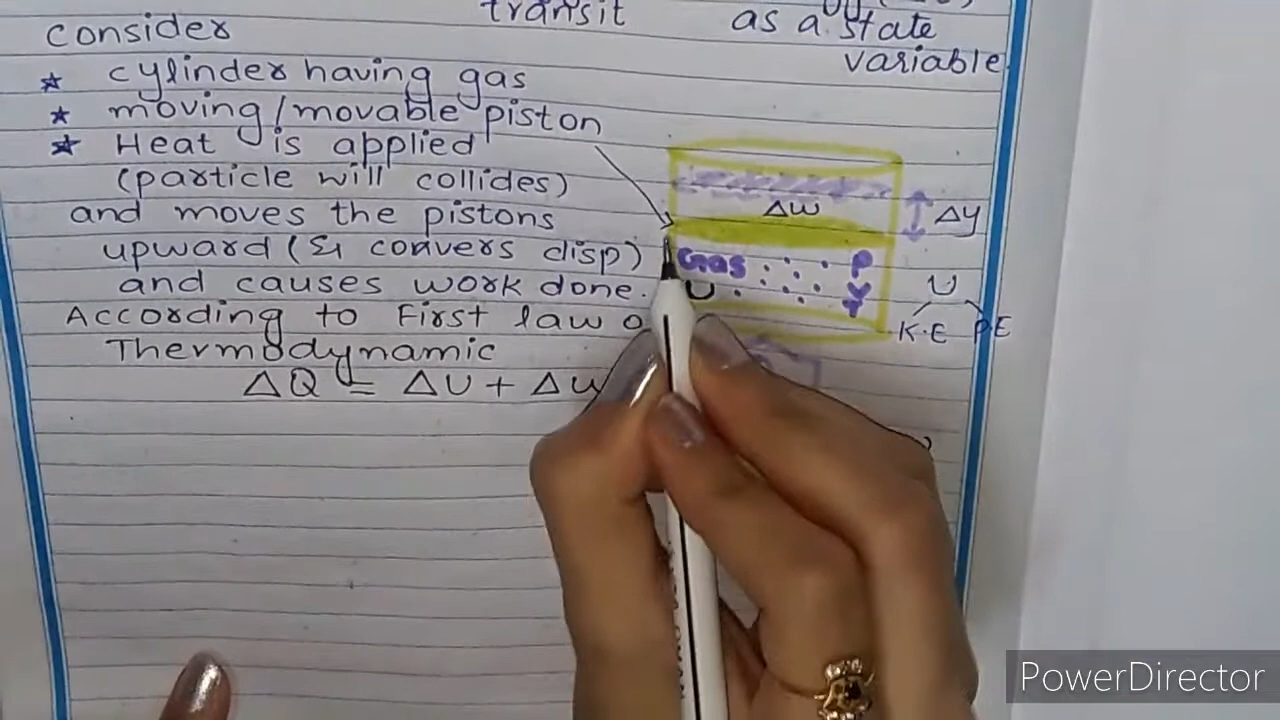 transit
as a state
variable
consider
* cylinder having gas
* moving/movable piston
* Heat is applied
(particle will collides)
and moves the pistons
upward (& convers disp)
and causes work done.
According to First law o
Thermodynamic
ΔQ = ΔU + Δw
Δw
Δy
Gas
P
U
V
T
U
K.E PE
PowerDirector